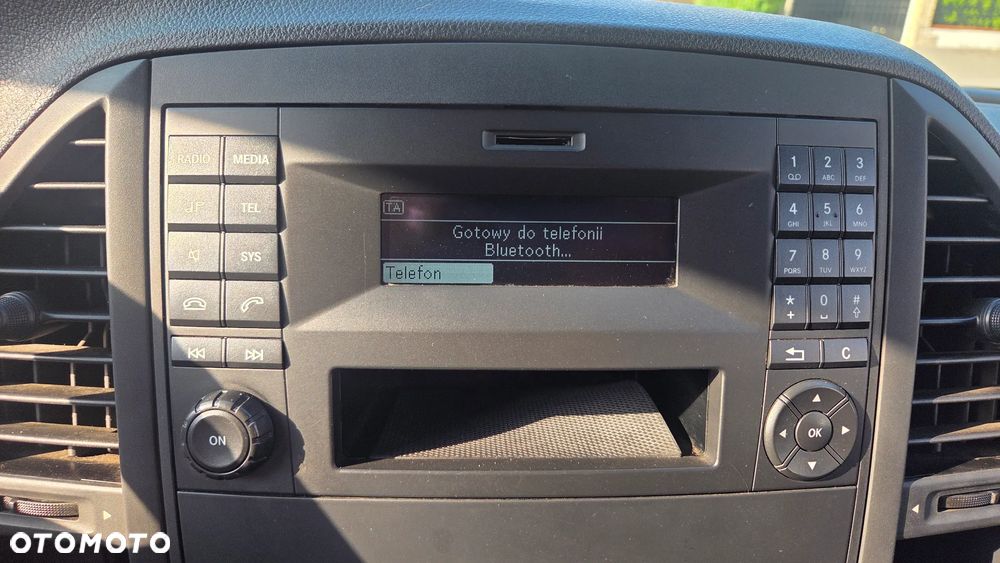 RADIO MEDIA
TEL
SYS
ON
TA
Gotowy do telefonii
Bluetooth...
Telefon
1 2 3
ABC DEF
4 5 6
GHI JKL MNO
7 8 9
PQRS TUV WXYZ
* 0 #
+
C
OK
OTOMOTO